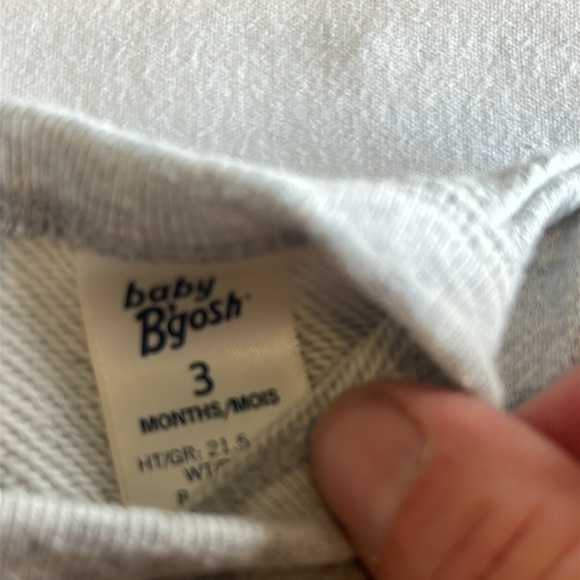 baby
B'gosh
3
MONTHS/MOIS
HT/GR: 21.5